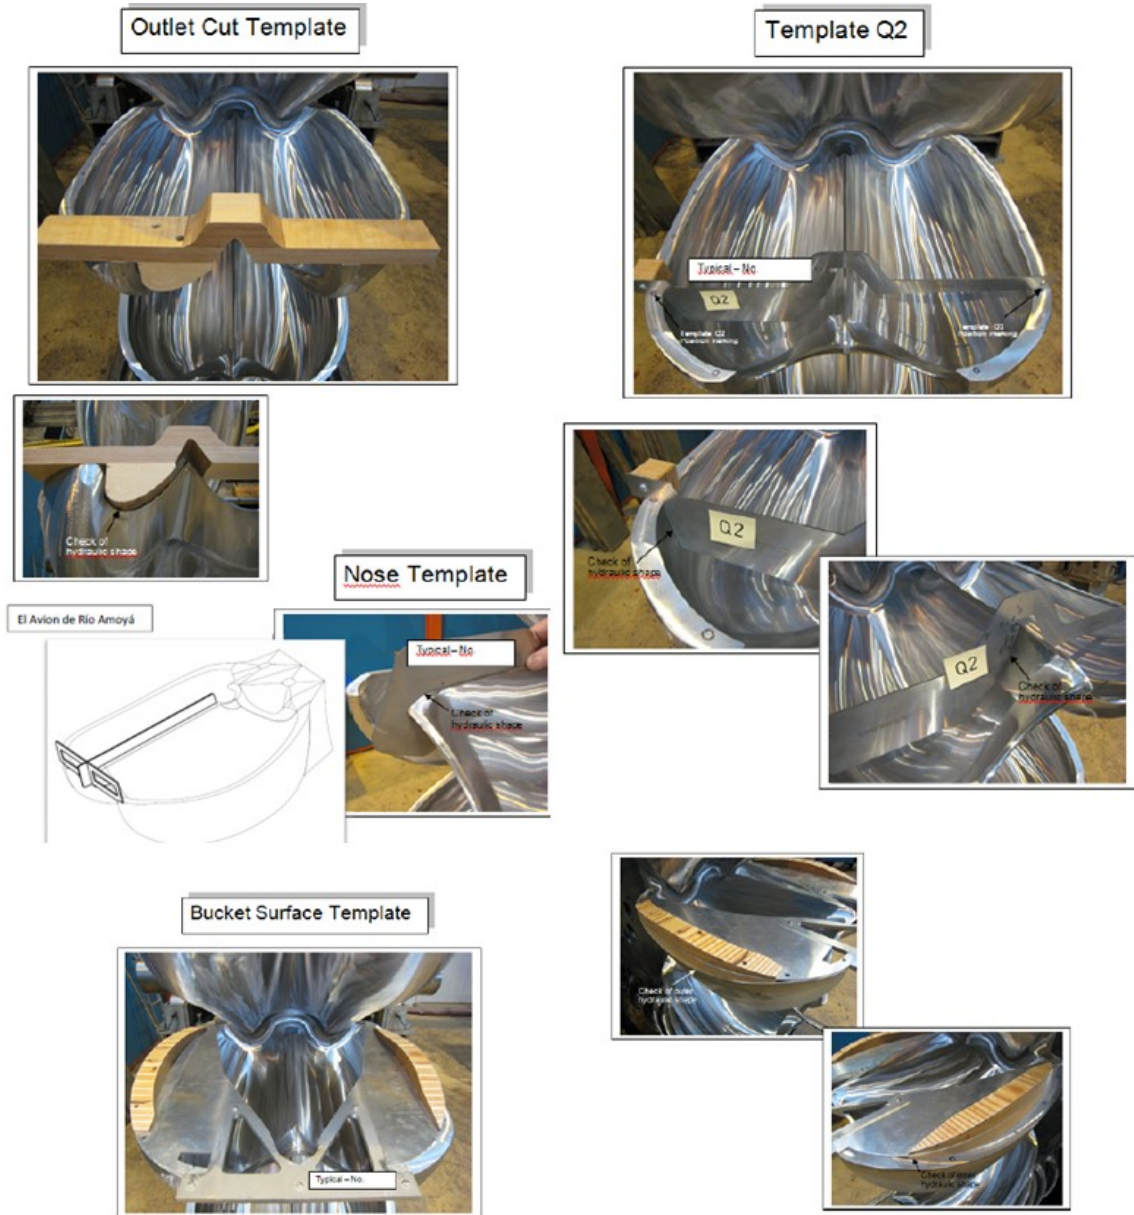 Outlet Cut Template
Template Q2
Typical – No.
Q2
Template Q2
Position marking
Template Q2
Position marking
Check of
hydraulic shape
Q2
Check of
hydraulic shape
Nose Template
Typical – No.
Check of
hydraulic shape
Q2
Check of
hydraulic shape
El Avion de Río Amoyá
Bucket Surface Template
Typical – No.
Check of outer
hydraulic shape
Check of
hydraulic shape